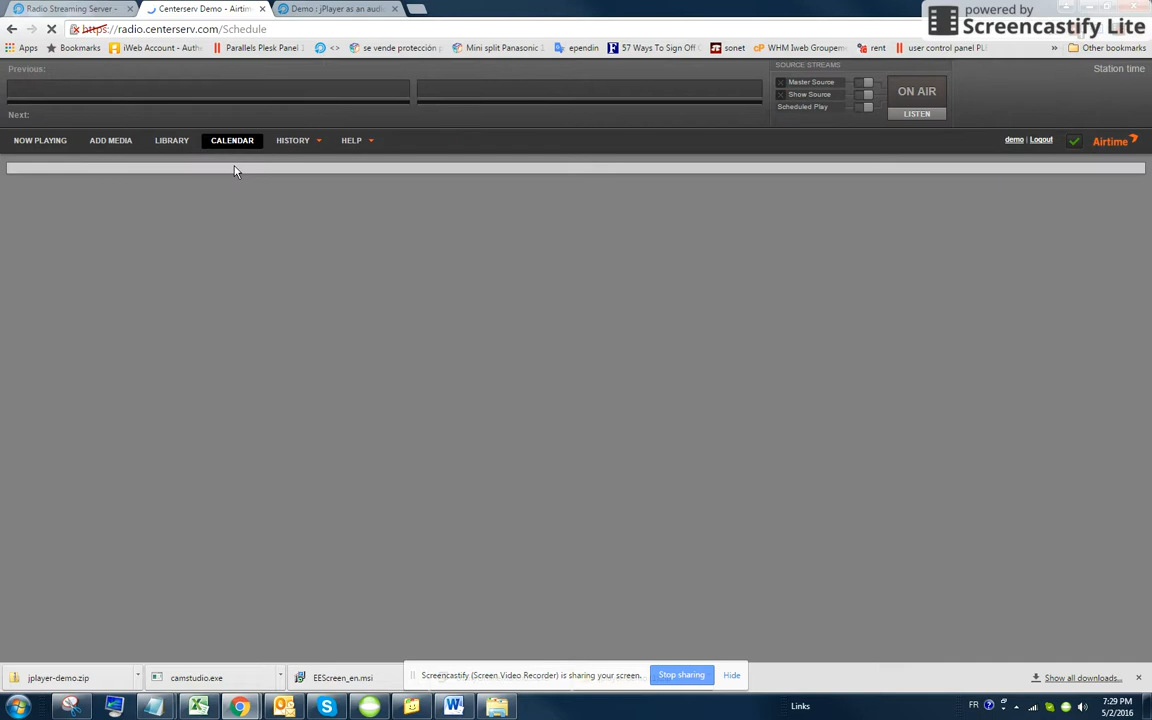 Radio Streaming Server -
Centerserv Demo - Airtim
Demo : jPlayer as an audi
powered by
Screencastify Lite
https://radio.centerserv.com/Schedule
Apps
Bookmarks
iWeb Account - Auth
Parallels Plesk Panel 1
<>
se vende protección
Mini split Panasonic
ependin
57 Ways To Sign Off
sonet
WHM Iweb Groupeme
rent
user control panel PLE
»
Other bookmarks
Previous:
SOURCE STREAMS
Station time
Master Source
Show Source
Scheduled Play
ON AIR
LISTEN
Next:
NOW PLAYING
ADD MEDIA
LIBRARY
CALENDAR
HISTORY
HELP
demo | Logout
Airtime
jplayer-demo.zip
camstudio.exe
EEScreen_en.msi
Screencastify (Screen Video Recorder) is sharing your screen.
Stop sharing
Hide
Show all downloads...
Links
FR
7:29 PM
5/2/2016